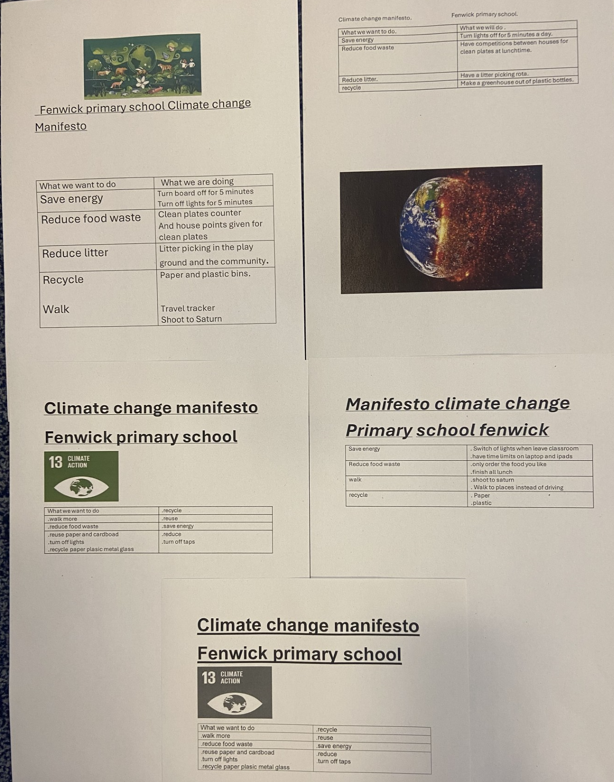 Fenwick primary school Climate change
Manifesto
What we want to do What we are doing
Save energy Turn board off for 5 minutes
Turn off lights for 5 minutes
Reduce food waste Clean plates counter
And house points given for
clean plates
Reduce litter Litter picking in the play
ground and the community.
Recycle Paper and plastic bins.
Walk Travel tracker
Shoot to Saturn
Climate change manifesto. Fenwick primary school.
What we want to do. What we will do.
Save energy Turn lights off for 5 minutes a day.
Reduce food waste Have competitions between houses for
clean plates at lunchtime.
Reduce litter. Have a litter picking rota.
recycle Make a greenhouse out of plastic bottles.
Climate change manifesto
Fenwick primary school
13 CLIMATE
ACTION
What we want to do .recycle
.walk more .reuse
.reduce food waste .save energy
.reuse paper and cardboad .reduce
.turn off lights .turn off taps
.recycle paper plasic metal glass
Manifesto climate change
Primary school fenwick
Save energy . Switch of lights when leave classroom
.have time limits on laptop and ipads
Reduce food waste .only order the food you like
.finish all lunch
walk .shoot to saturn
. Walk to places instead of driving
recycle . Paper
.plastic
Climate change manifesto
Fenwick primary school
13 CLIMATE
ACTION
What we want to do .recycle
.walk more .reuse
.reduce food waste .save energy
.reuse paper and cardboad .reduce
.turn off lights .turn off taps
.recycle paper plasic metal glass